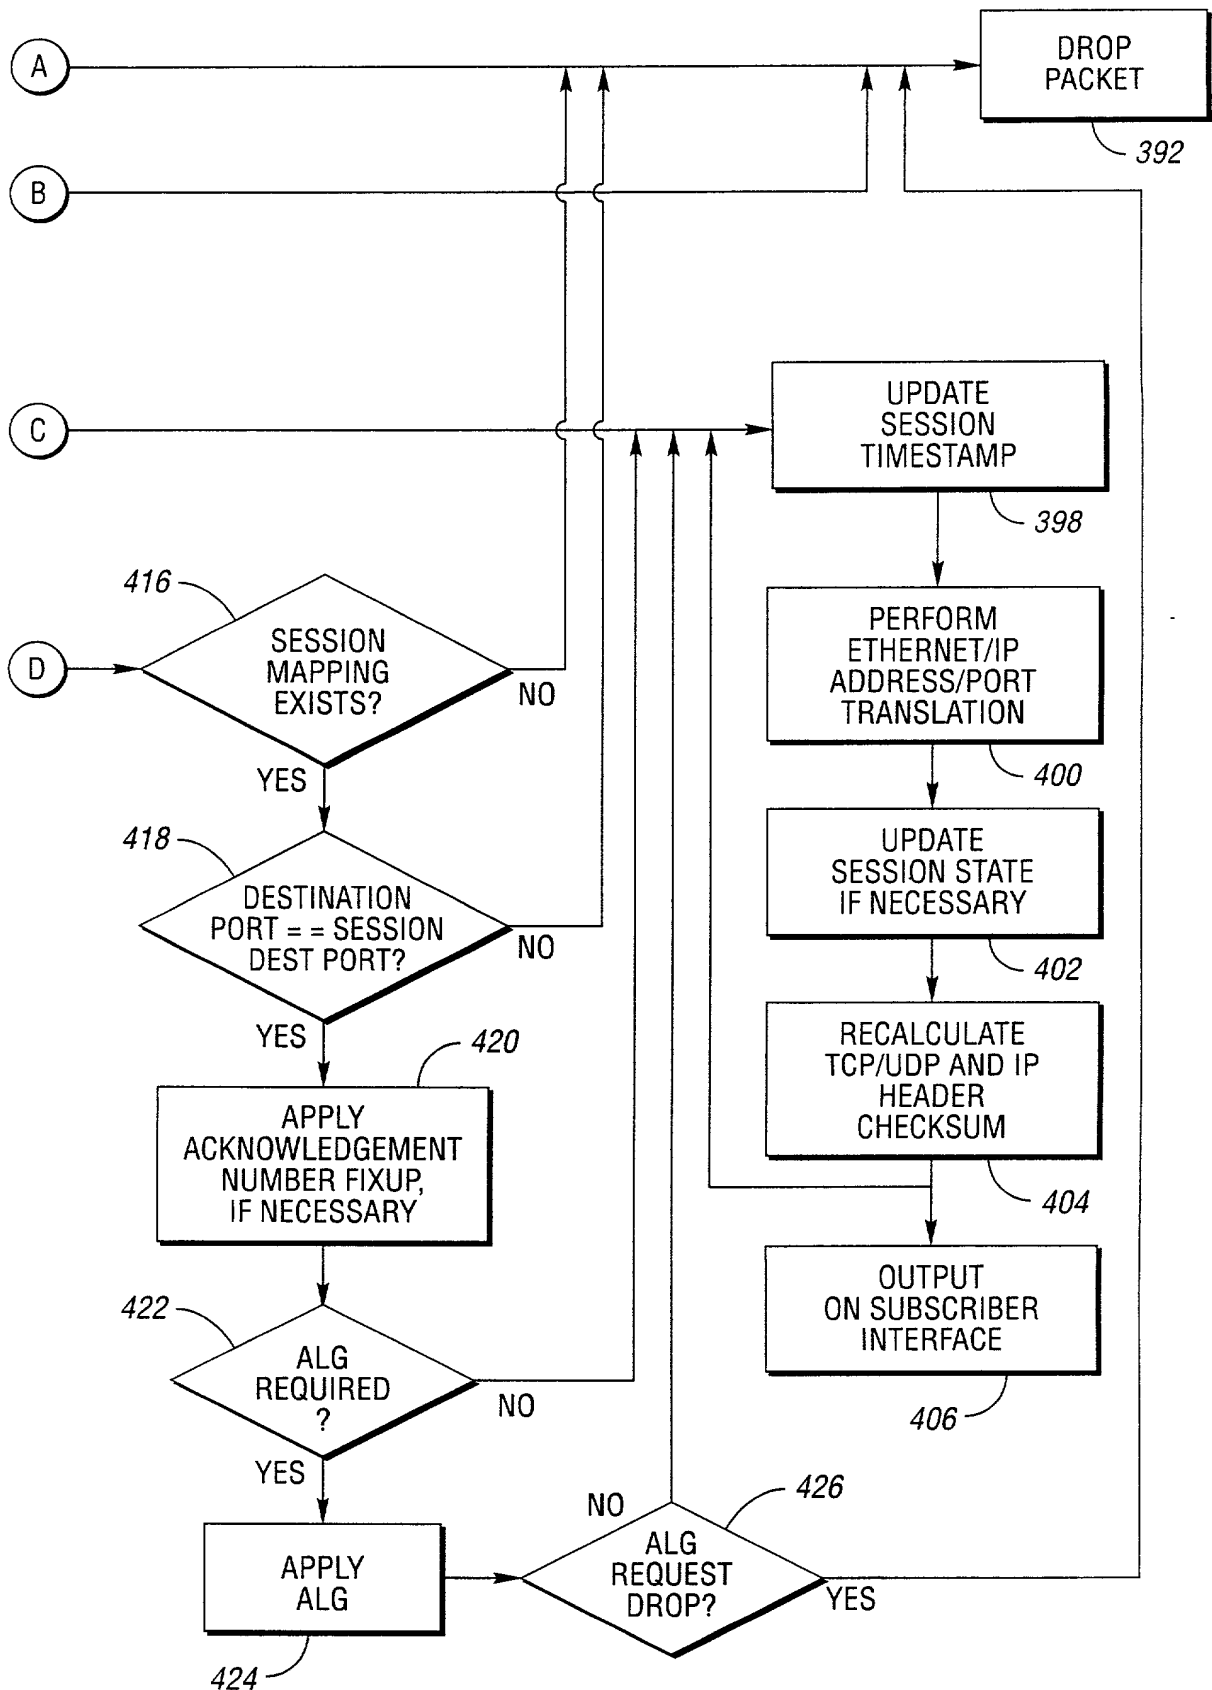 A
DROP
PACKET
392
B
C
UPDATE
SESSION
TIMESTAMP
398
416
SESSION
MAPPING
EXISTS?
D
NO
YES
PERFORM
ETHERNET/IP
ADDRESS/PORT
TRANSLATION
400
418
DESTINATION
PORT = = SESSION
DEST PORT?
NO
YES
UPDATE
SESSION STATE
IF NECESSARY
402
420
APPLY
ACKNOWLEDGEMENT
NUMBER FIXUP,
IF NECESSARY
RECALCULATE
TCP/UDP AND IP
HEADER
CHECKSUM
404
422
ALG
REQUIRED
?
NO
YES
OUTPUT
ON SUBSCRIBER
INTERFACE
406
APPLY
ALG
424
NO
426
ALG
REQUEST
DROP?
YES